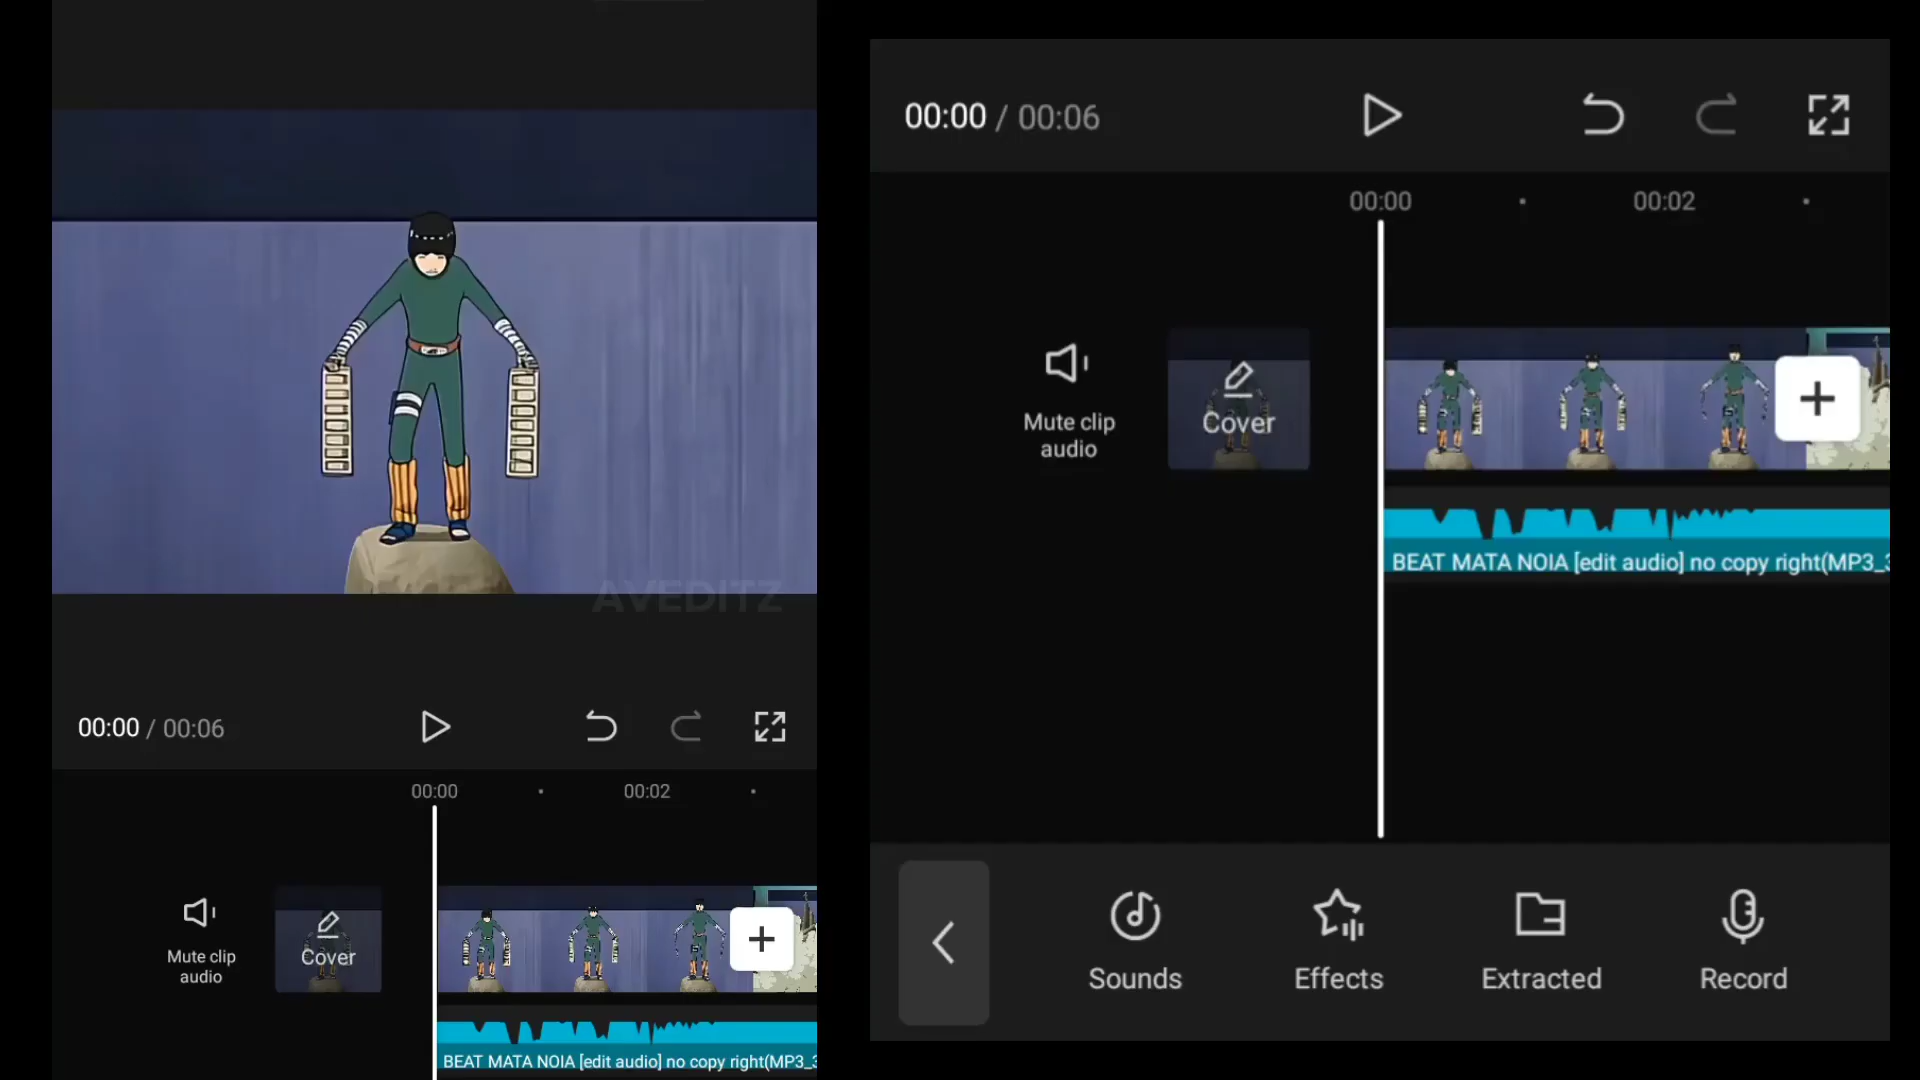 AVEDITZ
00:00 / 00:06
00:00
00:02
Mute clip
audio
Cover
BEAT MATA NOIA [edit audio] no copy right(MP3_3
00:00 / 00:06
00:00
00:02
Mute clip
audio
Cover
BEAT MATA NOIA [edit audio] no copy right(MP3_3
Sounds
Effects
Extracted
Record